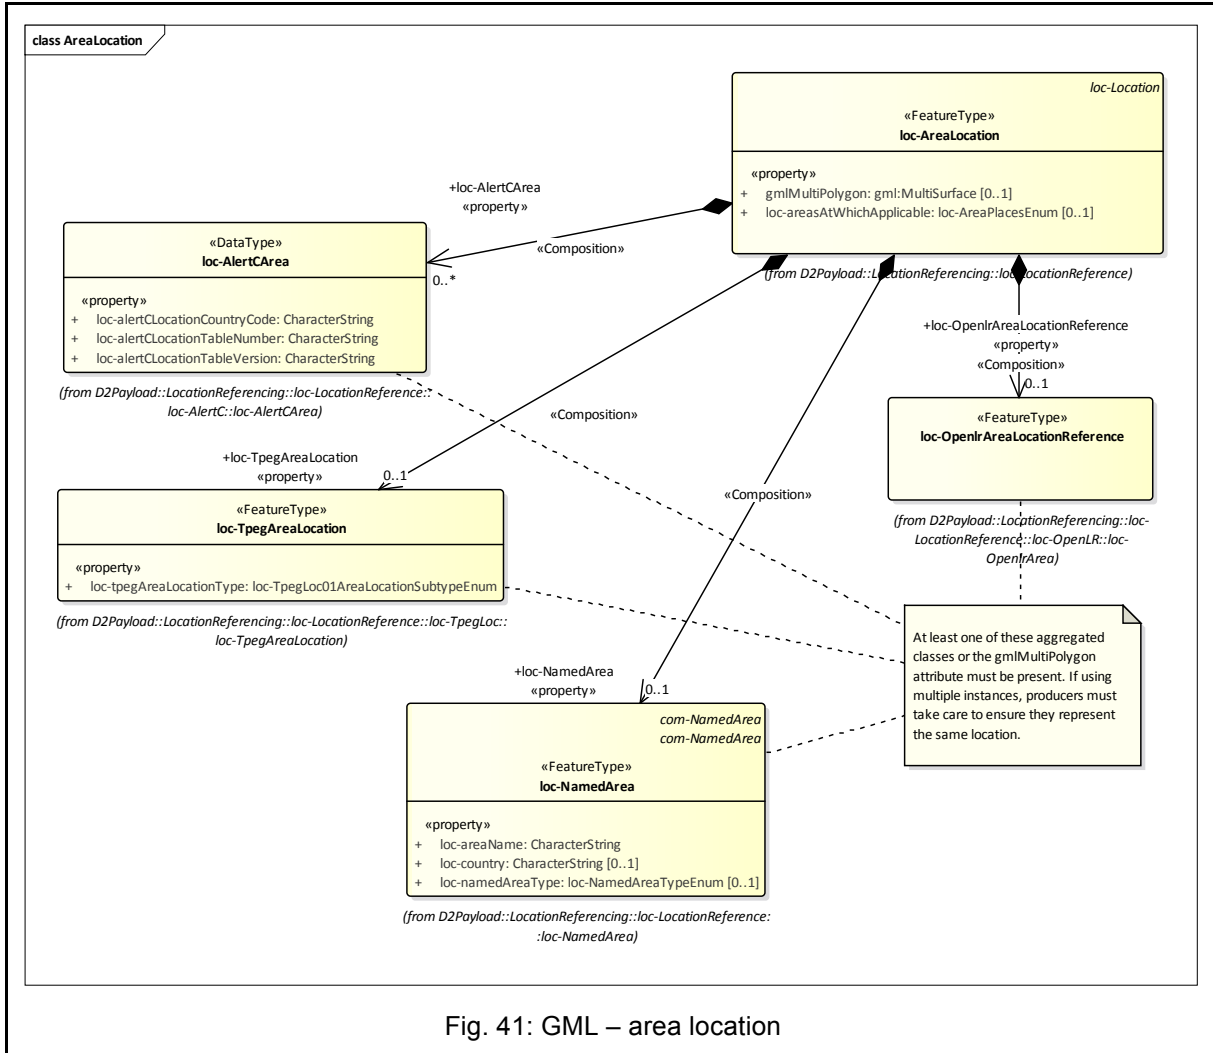 class AreaLocation
loc-Location
«FeatureType»
loc-AreaLocation
«property»
+ gmlMultiPolygon: gml:MultiSurface [0..1]
+ loc-areasAtWhichApplicable: loc-AreaPlacesEnum [0..1]
(from D2Payload::LocationReferencing::loc-LocationReference)
+loc-AlertCArea
«property»
«Composition»
0..*
«DataType»
loc-AlertCArea
«property»
+ loc-alertCLocationCountryCode: CharacterString
+ loc-alertCLocationTableNumber: CharacterString
+ loc-alertCLocationTableVersion: CharacterString
(from D2Payload::LocationReferencing::loc-LocationReference::
loc-AlertC::loc-AlertCArea)
+loc-OpenlrAreaLocationReference
«property»
«Composition»
0..1
«FeatureType»
loc-OpenlrAreaLocationReference
(from D2Payload::LocationReferencing::loc-
LocationReference::loc-OpenLR::loc-
OpenlrArea)
«Composition»
+loc-TpegAreaLocation
«property»
0..1
«FeatureType»
loc-TpegAreaLocation
«property»
+ loc-tpegAreaLocationType: loc-TpegLoc01AreaLocationSubtypeEnum
(from D2Payload::LocationReferencing::loc-LocationReference::loc-TpegLoc::
loc-TpegAreaLocation)
«Composition»
+loc-NamedArea
«property»
0..1
com-NamedArea
com-NamedArea
«FeatureType»
loc-NamedArea
«property»
+ loc-areaName: CharacterString
+ loc-country: CharacterString [0..1]
+ loc-namedAreaType: loc-NamedAreaTypeEnum [0..1]
(from D2Payload::LocationReferencing::loc-LocationReference:
:loc-NamedArea)
At least one of these aggregated
classes or the gmlMultiPolygon
attribute must be present. If using
multiple instances, producers must
take care to ensure they represent
the same location.
Fig. 41: GML – area location